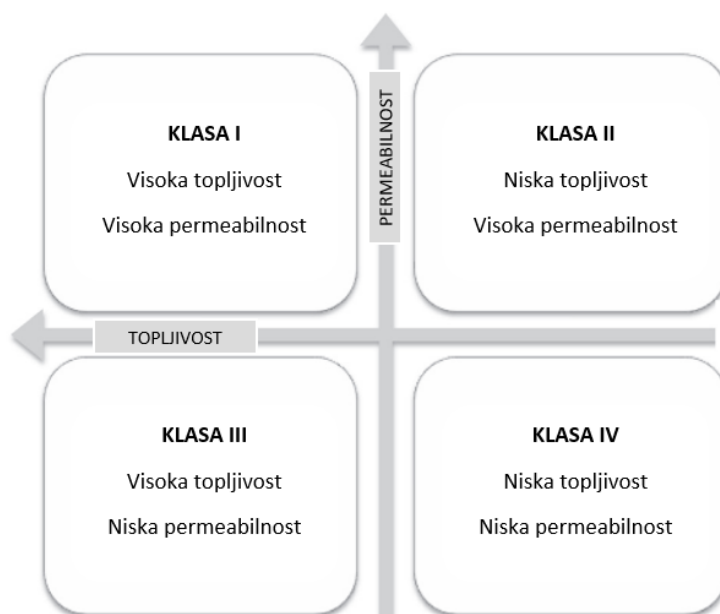 KLASA I
Visoka topljivost
Visoka permeabilnost
PERMEABILNOST
KLASA II
Niska topljivost
Visoka permeabilnost
TOPLJIVOST
KLASA III
Visoka topljivost
Niska permeabilnost
KLASA IV
Niska topljivost
Niska permeabilnost